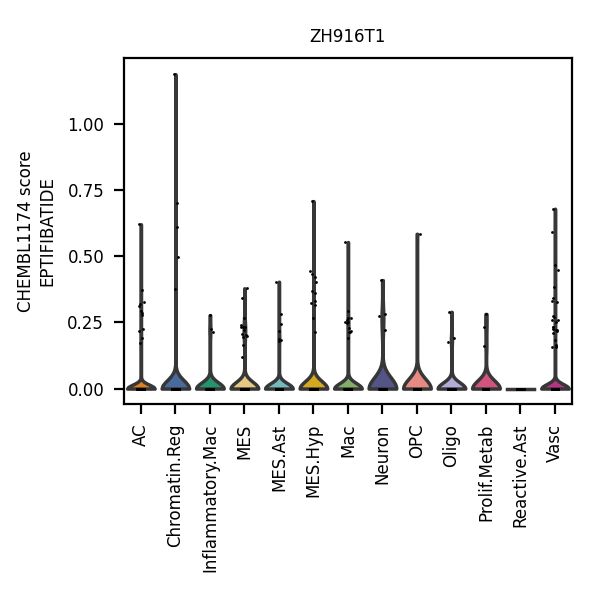 ZH916T1
CHEMBL1174 score
EPTIFIBATIDE
1.00
0.75
0.50
0.25
0.00
AC
Chromatin.Reg
Inflammatory.Mac
MES
MES.Ast
MES.Hyp
Mac
Neuron
OPC
Oligo
Prolif.Metab
Reactive.Ast
Vasc